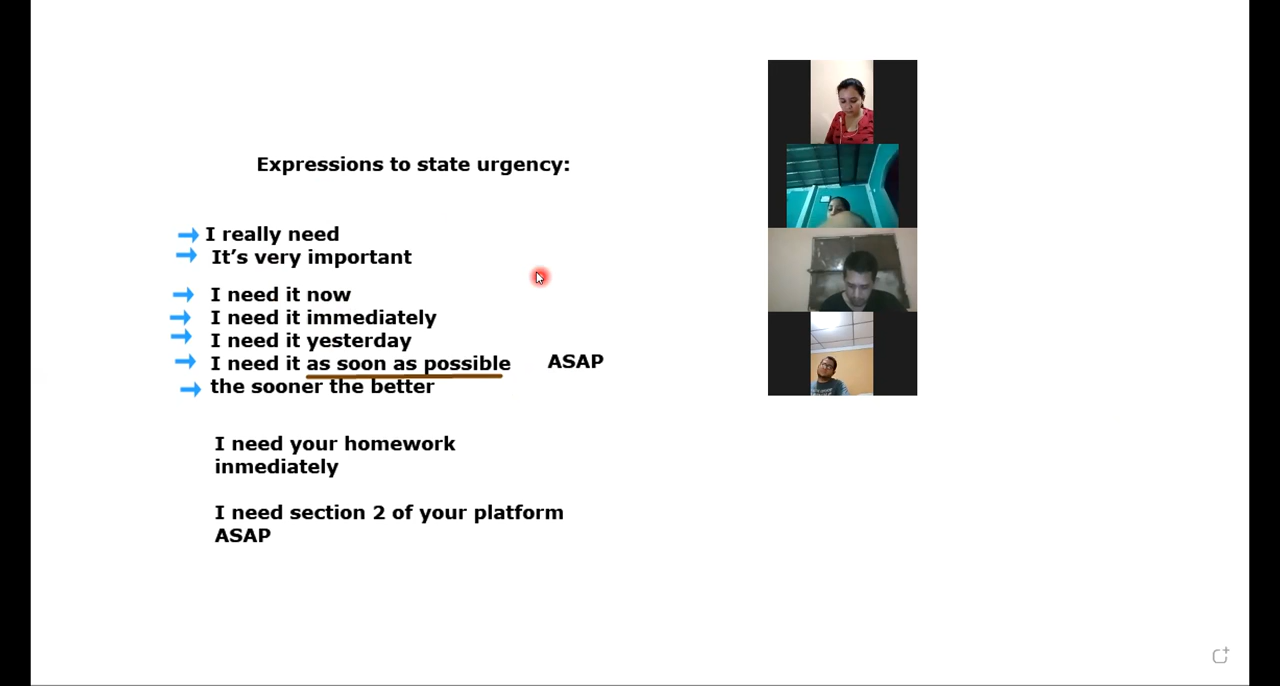 Expressions to state urgency:
I really need
It's very important
I need it now
I need it immediately
I need it yesterday
I need it as soon as possible ASAP
the sooner the better
I need your homework
inmediately
I need section 2 of your platform
ASAP